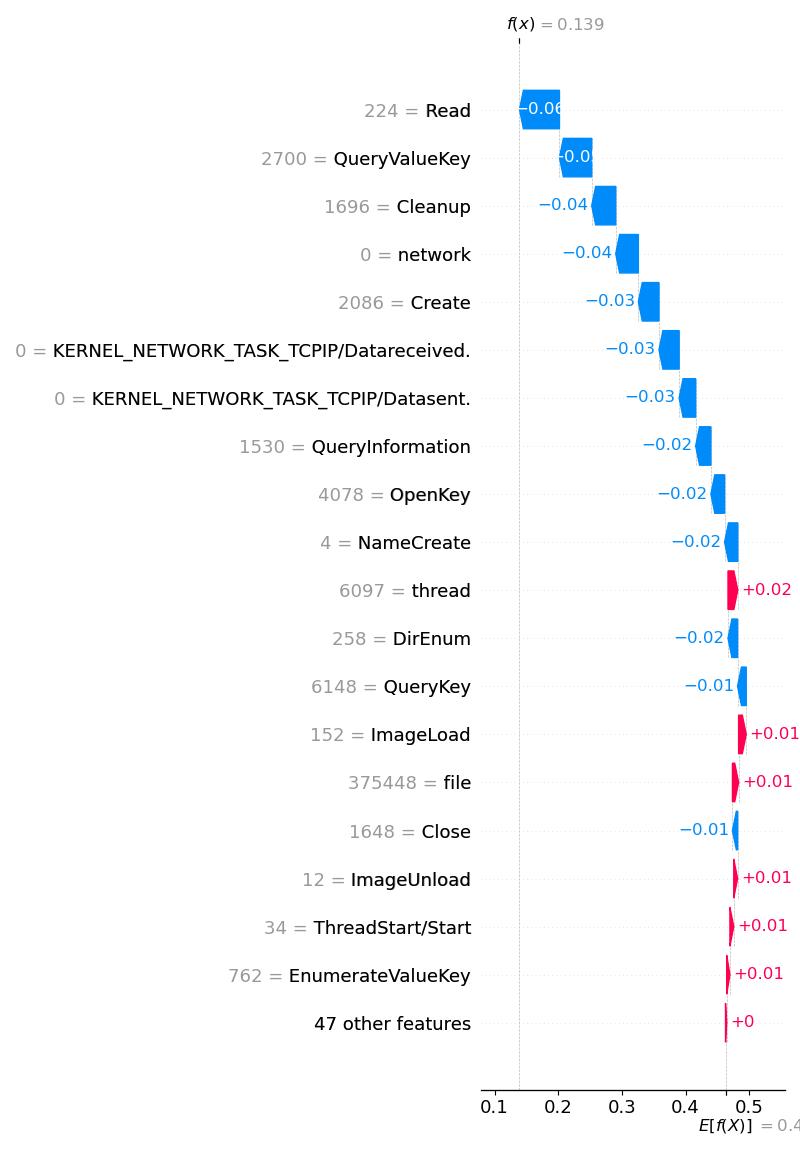 f(x) = 0.139
224 = Read
−0.06
2700 = QueryValueKey
1696 = Cleanup
−0.04
0 = network
−0.04
2086 = Create
−0.03
0 = KERNEL_NETWORK_TASK_TCPIP/Datareceived.
−0.03
0 = KERNEL_NETWORK_TASK_TCPIP/Datasent.
−0.03
1530 = QueryInformation
−0.02
4078 = OpenKey
−0.02
4 = NameCreate
−0.02
6097 = thread
+0.02
258 = DirEnum
−0.02
6148 = QueryKey
−0.01
152 = ImageLoad
+0.01
375448 = file
+0.01
1648 = Close
−0.01
12 = ImageUnload
+0.01
34 = ThreadStart/Start
+0.01
762 = EnumerateValueKey
+0.01
47 other features
+0
0.1 0.2 0.3 0.4 0.5
E[f(X)] = 0.4